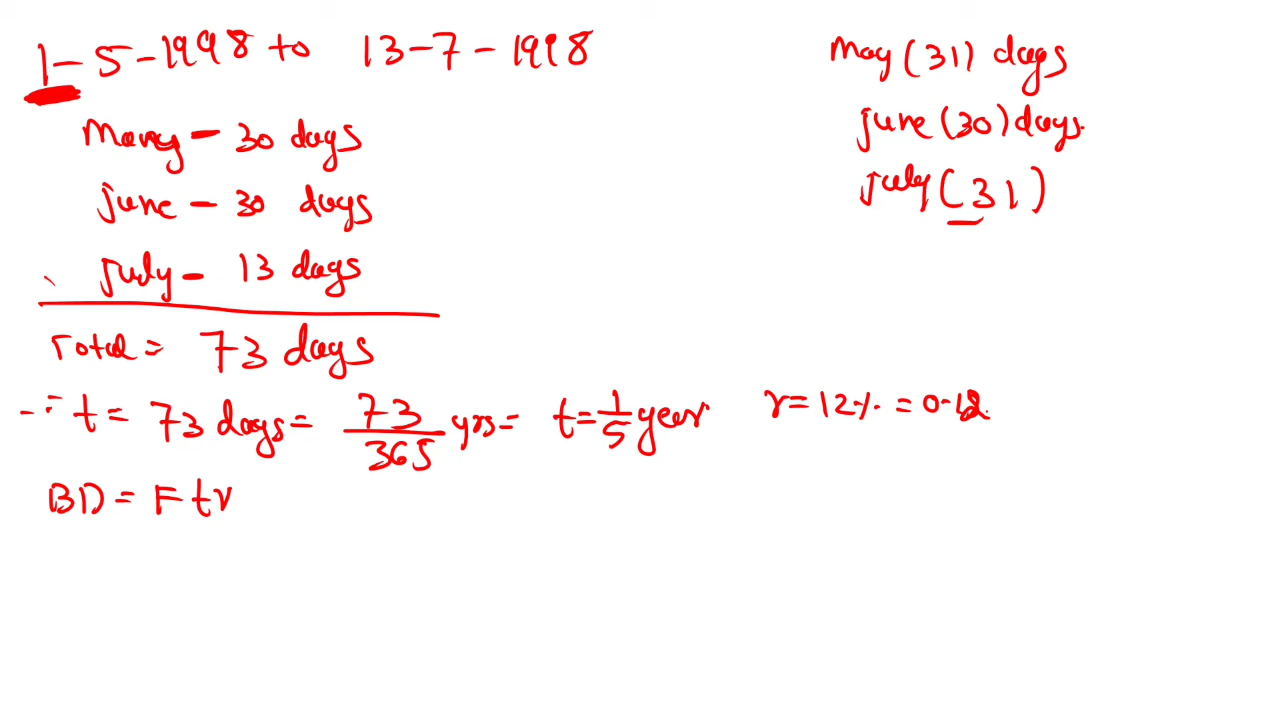 1-5-1998 to 13-7-1998
May (31) days
june (30) days.
july (31)
Many - 30 days
june - 30 days
july - 13 days
Total = 73 days
∴ t = 73 days = 73/365 yrs = t = 1/5 year r = 12% = 0.12
BD = Ftr